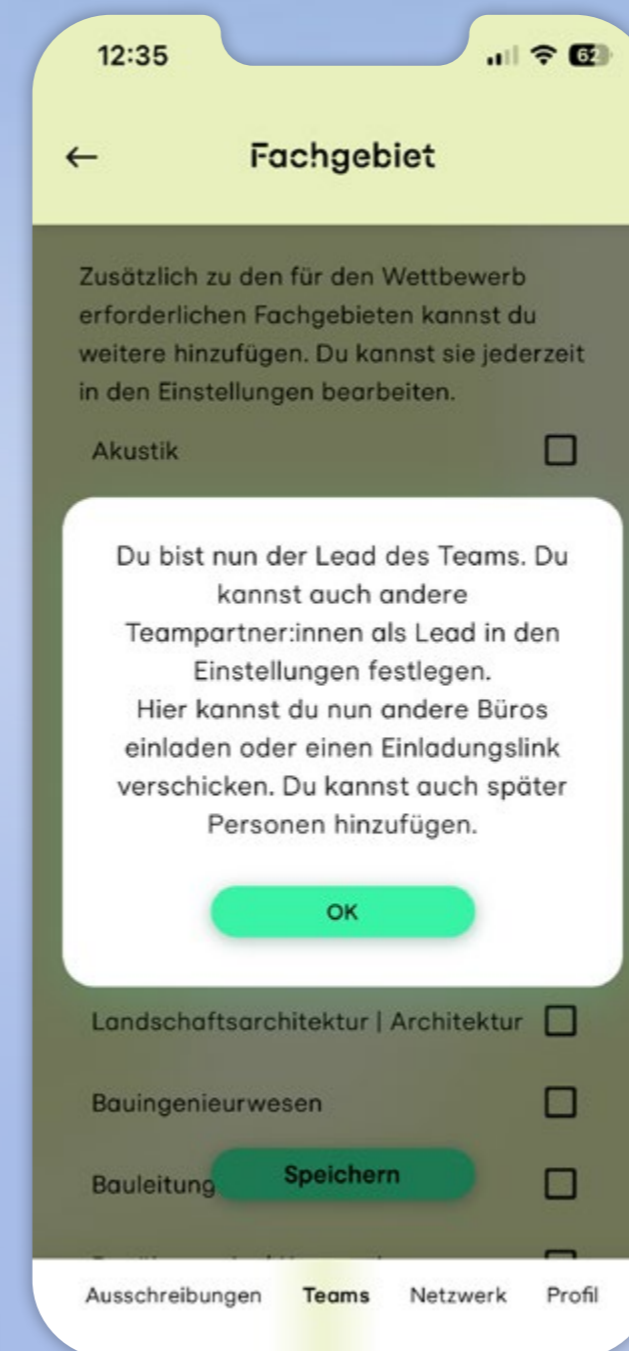 12:35
62
Fachgebiet
Zusätzlich zu den für den Wettbewerb
erforderlichen Fachgebieten kannst du
weitere hinzufügen. Du kannst sie jederzeit
in den Einstellungen bearbeiten.
Akustik
Du bist nun der Lead des Teams. Du
kannst auch andere
Teampartner:innen als Lead in den
Einstellungen festlegen.
Hier kannst du nun andere Büros
einladen oder einen Einladungslink
verschicken. Du kannst auch später
Personen hinzufügen.
OK
Landschaftsarchitektur | Architektur
Bauingenieurwesen
Bauleitung
Speichern
Ausschreibungen Teams Netzwerk Profil